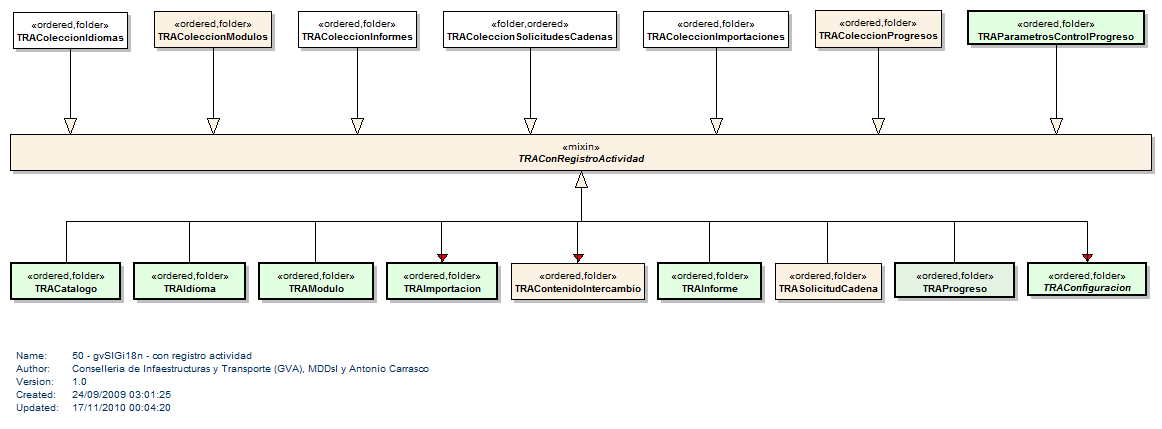 «ordered,folder»
TRAColeccionIdiomas
«ordered,folder»
TRAColeccionModulos
«ordered,folder»
TRAColeccionInformes
«folder,ordered»
TRAColeccionSolicitudesCadenas
«ordered,folder»
TRAColeccionImportaciones
«ordered,folder»
TRAColeccionProgresos
«ordered,folder»
TRAParametrosControlProgreso
«mixin»
TRAConRegistroActividad
«ordered,folder»
TRACatalogo
«ordered,folder»
TRAIdioma
«ordered,folder»
TRAModulo
«ordered,folder»
TRAImportacion
«ordered,folder»
TRAContenidoIntercambio
«ordered,folder»
TRAInforme
«ordered,folder»
TRASolicitudCadena
«ordered,folder»
TRAProgreso
«ordered,folder»
TRAConfiguracion
Name: 50 - gvSIGi18n - con registro actividad
Author: Conselleria de Infaestructuras y Transporte (GVA), MDDsl y Antonio Carrasco
Version: 1.0
Created: 24/09/2009 03:01:25
Updated: 17/11/2010 00:04:20